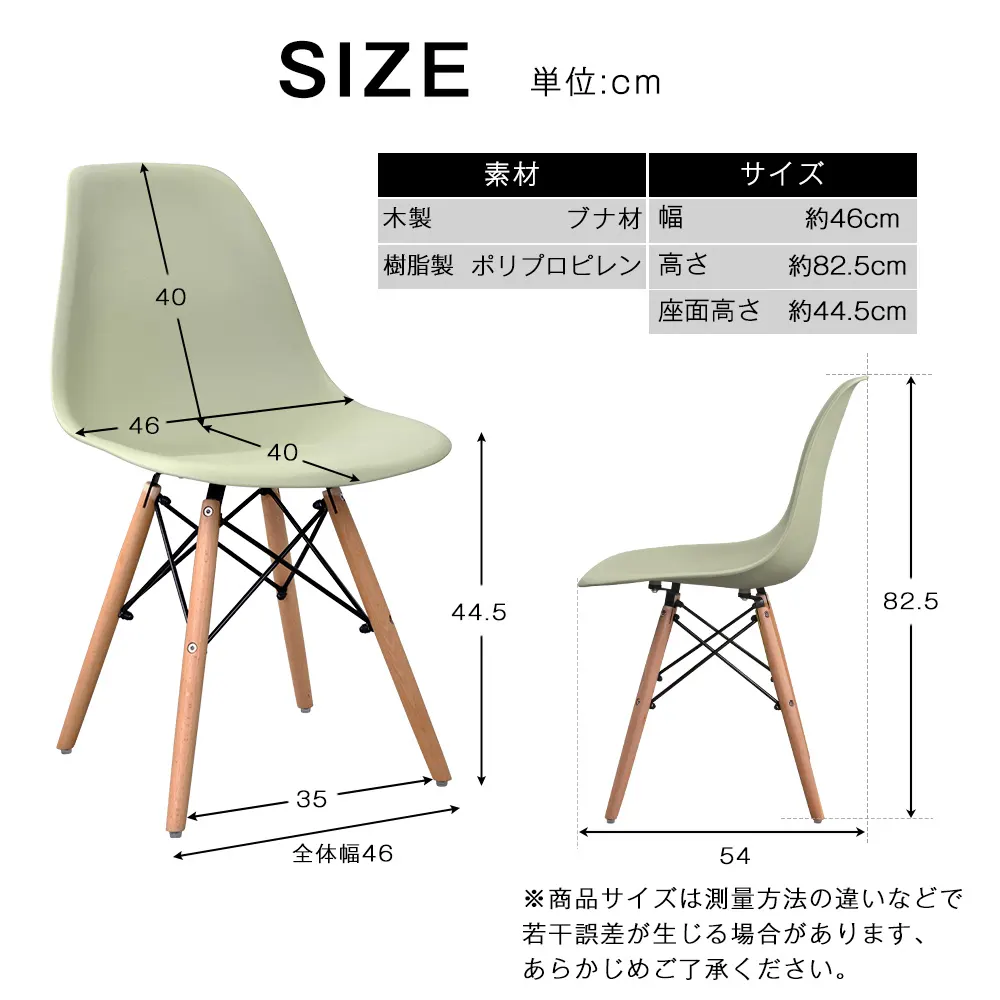 SIZE 単位:cm
素材 サイズ
木製 ブナ材 幅 約46cm
樹脂製 ポリプロピレン 高さ 約82.5cm
座面高さ 約44.5cm
40
46
40
44.5
82.5
35
全体幅46
54
※商品サイズは測量方法の違いなどで
若干誤差が生じる場合があります、
あらかじめご了承ください。